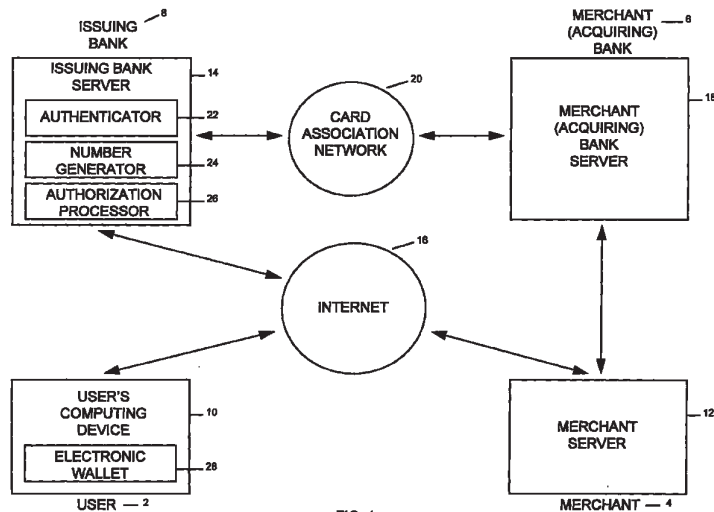 ISSUING
BANK
8
ISSUING BANK
SERVER
14
AUTHENTICATOR
22
NUMBER
GENERATOR
24
AUTHORIZATION
PROCESSOR
26
20
CARD
ASSOCIATION
NETWORK
MERCHANT
(ACQUIRING)
BANK
6
MERCHANT
(ACQUIRING)
BANK
SERVER
18
16
INTERNET
USER'S
COMPUTING
DEVICE
10
ELECTRONIC
WALLET
28
USER — 2
MERCHANT
SERVER
12
MERCHANT — 4